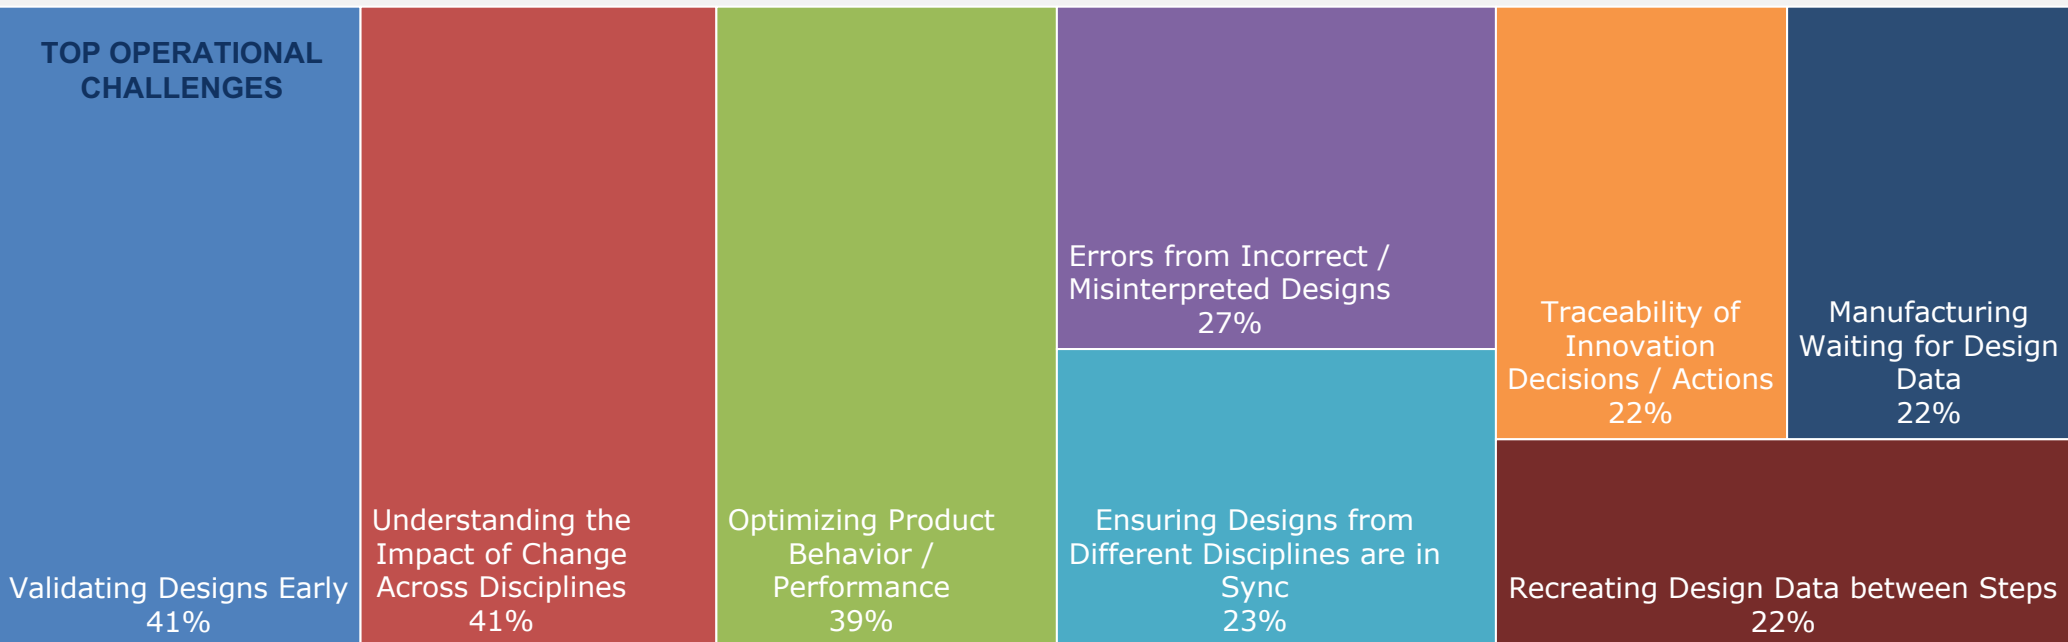 TOP OPERATIONAL
CHALLENGES
Validating Designs Early
41%
Understanding the
Impact of Change
Across Disciplines
41%
Optimizing Product
Behavior /
Performance
39%
Errors from Incorrect /
Misinterpreted Designs
27%
Ensuring Designs from
Different Disciplines are in
Sync
23%
Traceability of
Innovation
Decisions / Actions
22%
Manufacturing
Waiting for Design
Data
22%
Recreating Design Data between Steps
22%